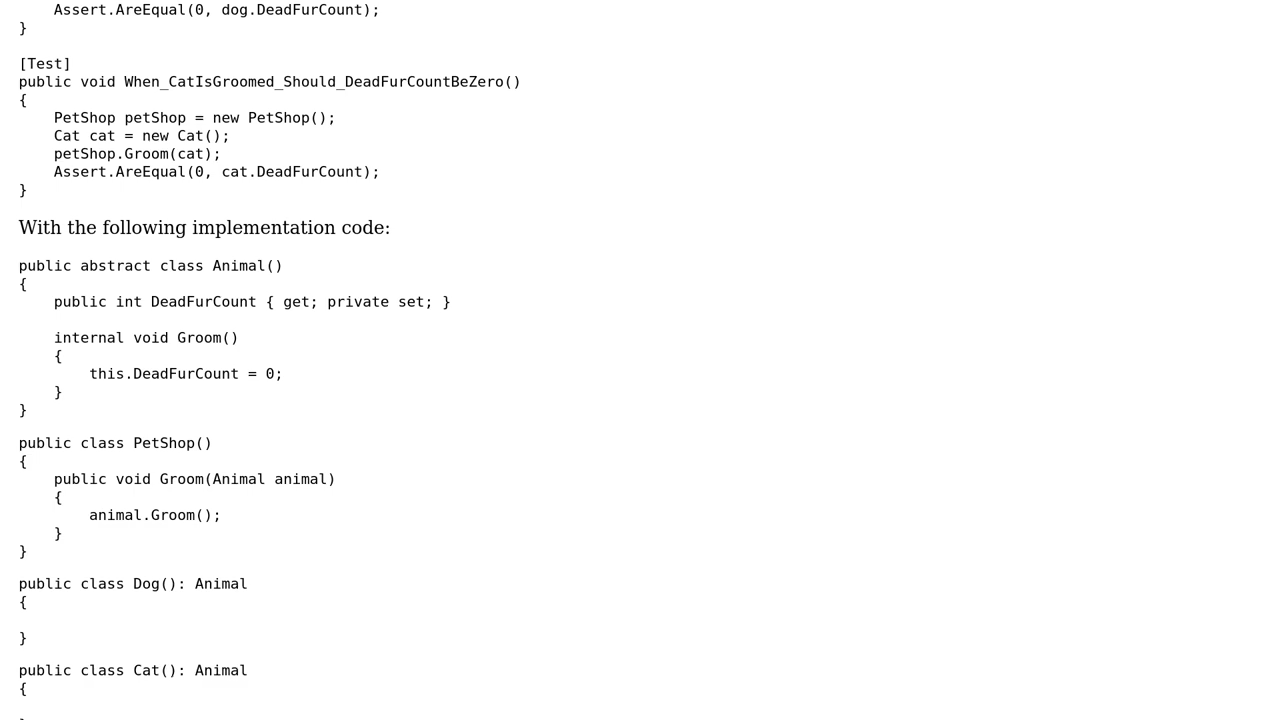 Assert.AreEqual(0, dog.DeadFurCount);
}

[Test]
public void When_CatIsGroomed_Should_DeadFurCountBeZero()
{
    PetShop petShop = new PetShop();
    Cat cat = new Cat();
    petShop.Groom(cat);
    Assert.AreEqual(0, cat.DeadFurCount);
}

With the following implementation code:

public abstract class Animal()
{
    public int DeadFurCount { get; private set; }

    internal void Groom()
    {
        this.DeadFurCount = 0;
    }
}

public class PetShop()
{
    public void Groom(Animal animal)
    {
        animal.Groom();
    }
}

public class Dog(): Animal
{

}

public class Cat(): Animal
{